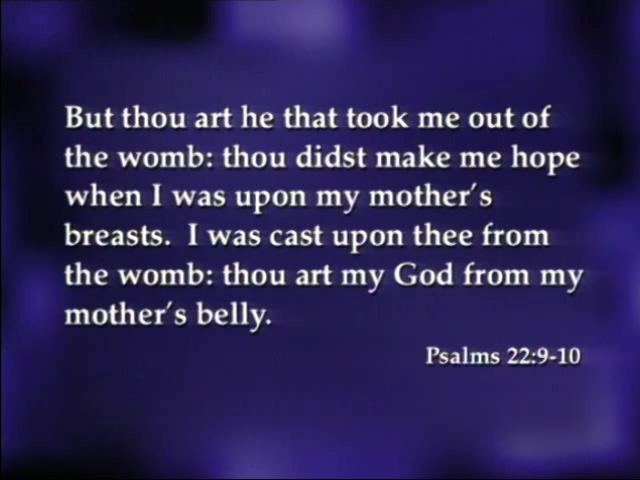 But thou art he that took me out of
the womb: thou didst make me hope
when I was upon my mother's
breasts.  I was cast upon thee from
the womb: thou art my God from my
mother's belly.
Psalms 22:9-10